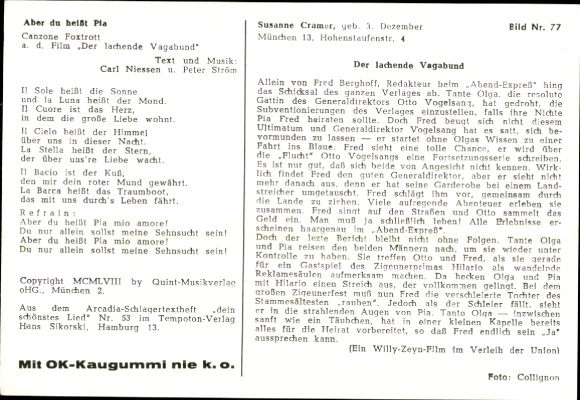 Aber du heißt Pia
Canzone Foxtrott
a. d. Film „Der lachende Vagabund"
Text und Musik:
Carl Niessen u. Peter Ström
Il Sole heißt die Sonne
und la Luna heißt der Mond.
Il Cuore ist das Herz,
in dem die große Liebe wohnt.
Il Cielo heißt der Himmel
über uns in dieser Nacht.
La Stella heißt der Stern,
der über uns're Liebe wacht.
Il Bacio ist der Kuß,
den mir dein roter Mund gewährt.
La Barca heißt das Traumboot,
das mit uns durch's Leben fährt.
Refrain:
Aber du heißt Pia mio amore!
Du nur allein sollst meine Sehnsucht sein!
Aber du heißt Pia mio amore!
Du nur allein sollst meine Sehnsucht sein!
Copyright MCMLVIII by Quint-Musikverlag
oHG., München 2.
Aus dem Arcadia-Schlagertextheft „dein
schönstes Lied" Nr. 53 im Tempoton-Verlag
Hans Sikorski, Hamburg 13.
Mit OK-Kaugummi nie k. o.
Susanne Cramer, geb. 3. Dezember
München 13, Hohenstaufenstr. 4
Bild Nr. 77
Der lachende Vagabund
Allein von Fred Berghoff, Redakteur beim „Abend-Expreß" hing
das Schicksal des ganzen Verlages ab. Tante Olga, die resolute
Gattin des Generaldirektors Otto Vogelsang, hat gedroht, die
Subventionierung des Verlages einzustellen, falls ihre Nichte
Pia Fred heiraten sollte. Doch Fred beugt sich nicht diesem
Ultimatum und Generaldirektor Vogelsang hat es satt, sich be-
vormunden zu lassen — er startet ohne Olgas Wissen zu einer
Fahrt ins Blaue. Fred sieht eine tolle Chance, wird über
die „Flucht" Otto Vogelsangs eine Fortsetzungsserie schreiben.
Es ist nur gut, daß sich beide von Angesicht nicht kennen. Wirk-
lich findet Fred den guten Generaldirektor, aber er sieht nicht
mehr danach aus, denn er hat seine Garderobe bei einem Land-
streicher umgetauscht. Fred schlägt ihm vor, gemeinsam durch
die Lande zu ziehen. Viele aufregende Abenteuer erleben sie
zusammen. Fred singt auf den Straßen und Otto sammelt das
Geld ein. Man muß ja schließlich leben! Alle Erlebnisse er-
scheinen haargenau im „Abend-Expreß".
Doch der lezte Bericht bleibt nicht ohne Folgen. Tante Olga
und Pia reisen den beiden Männern nach, um sie wieder unter
Kontrolle zu haben. Sie treffen Otto und Fred, als sie gerade
für ein Gastspiel des Zigeunerprimas Hilario als wandelnde
Reklamesäulen aufmerksam machen. Da hecken Olga und Pia
mit Hilario einen Streich aus, der vollkommen gelingt. Bei dem
großen Zigeunerfest muß nun Fred die verschleierte Tochter des
Stammesältesten „rauben". Jedoch als der Schleier fällt, sieht
er in die strahlenden Augen von Pia. Tante Olga — inzwischen
sanft wie ein Täubchen, hat in einer kleinen Kapelle bereits
alles für die Heirat vorbereitet, so daß Fred endlich sein „Ja"
aussprechen kann.
(Ein Willy-Zeyn-Film im Verleih der Union)
Foto: Collignon